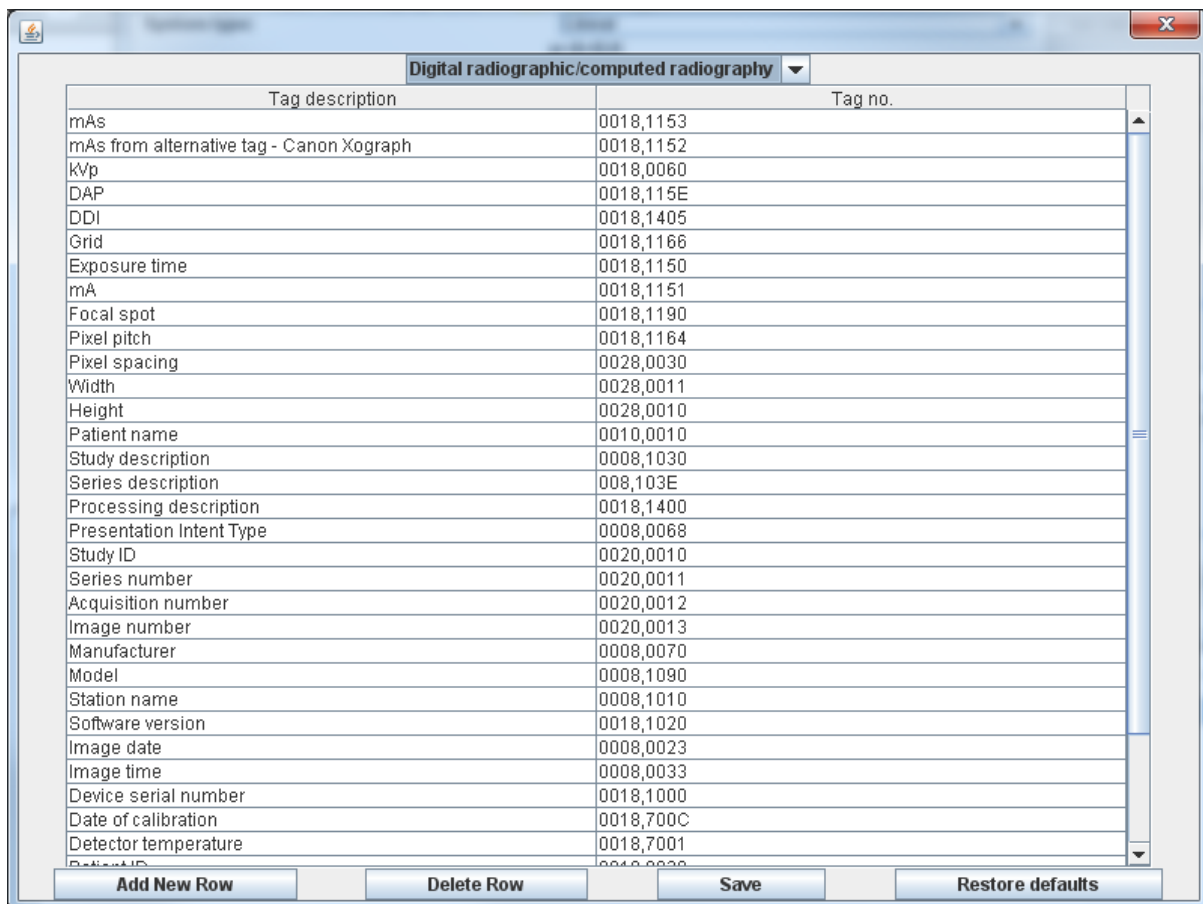 Digital radiographic/computed radiography
Tag description Tag no.
mAs 0018,1153
mAs from alternative tag - Canon Xograph 0018,1152
kVp 0018,0060
DAP 0018,115E
DDI 0018,1405
Grid 0018,1166
Exposure time 0018,1150
mA 0018,1151
Focal spot 0018,1190
Pixel pitch 0018,1164
Pixel spacing 0028,0030
Width 0028,0011
Height 0028,0010
Patient name 0010,0010
Study description 0008,1030
Series description 008,103E
Processing description 0018,1400
Presentation Intent Type 0008,0068
Study ID 0020,0010
Series number 0020,0011
Acquisition number 0020,0012
Image number 0020,0013
Manufacturer 0008,0070
Model 0008,1090
Station name 0008,1010
Software version 0018,1020
Image date 0008,0023
Image time 0008,0033
Device serial number 0018,1000
Date of calibration 0018,700C
Detector temperature 0018,7001
Patient ID
Add New Row Delete Row Save Restore defaults